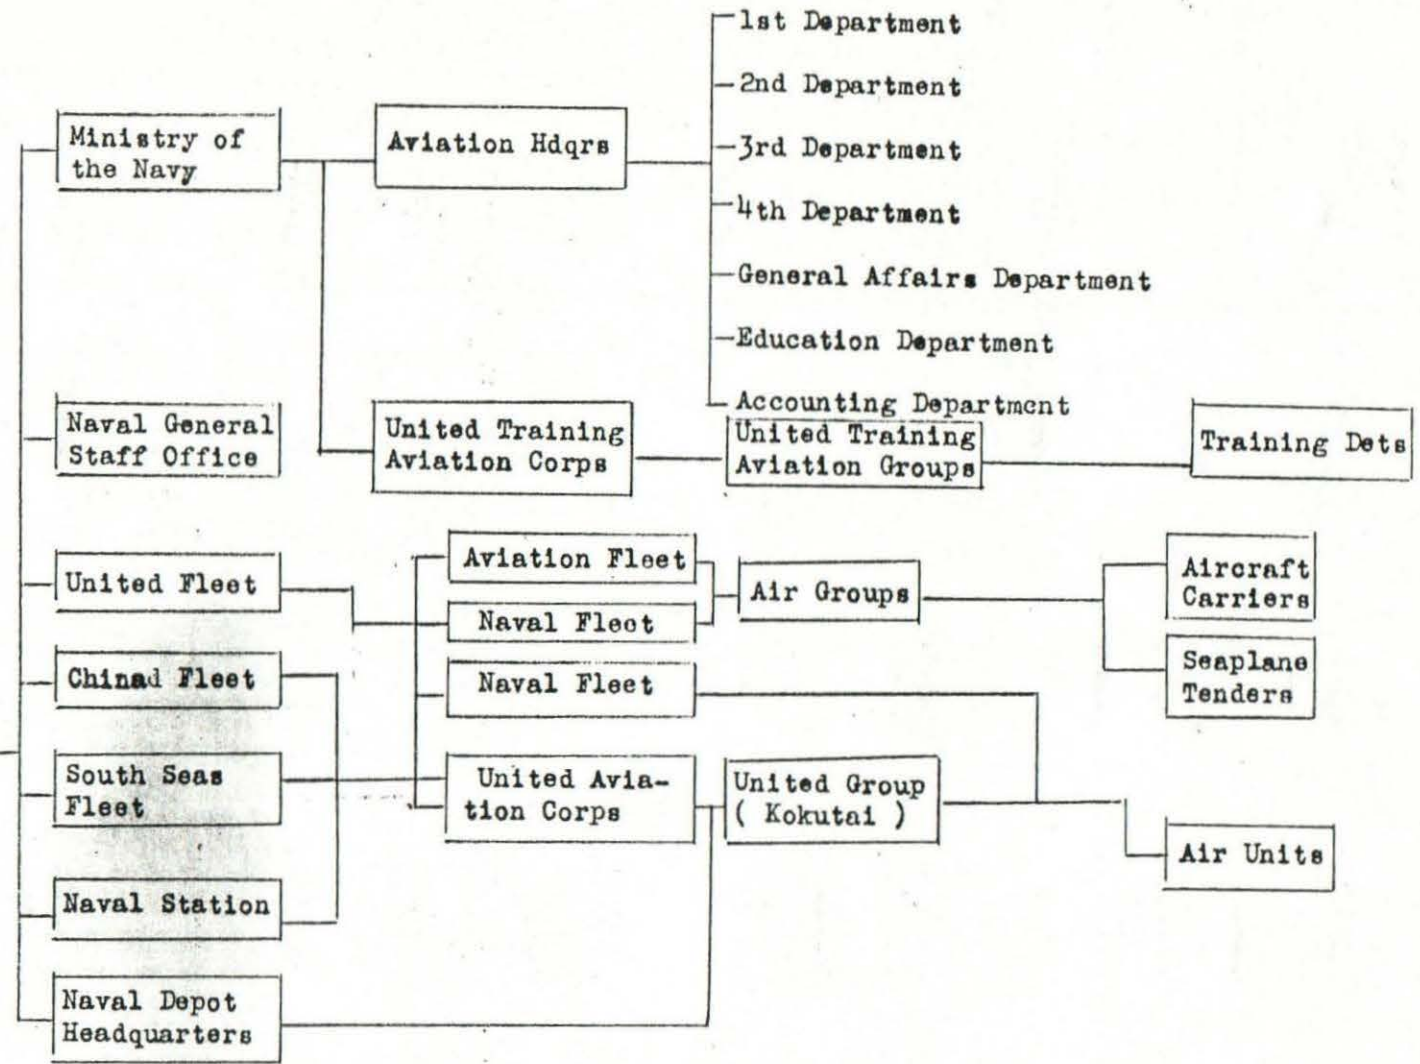 1st Department
2nd Department
3rd Department
4th Department
General Affairs Department
Education Department
Accounting Department
Ministry of
the Navy
Aviation Hdqrs
Naval General
Staff Office
United Training
Aviation Corps
United Training
Aviation Groups
Training Dets
United Fleet
Aviation Fleet
Naval Fleet
Air Groups
Aircraft
Carriers
Chinad Fleet
Naval Fleet
Seaplane
Tenders
South Seas
Fleet
United Avia-
tion Corps
United Group
( Kokutai )
Air Units
Naval Station
Naval Depot
Headquarters